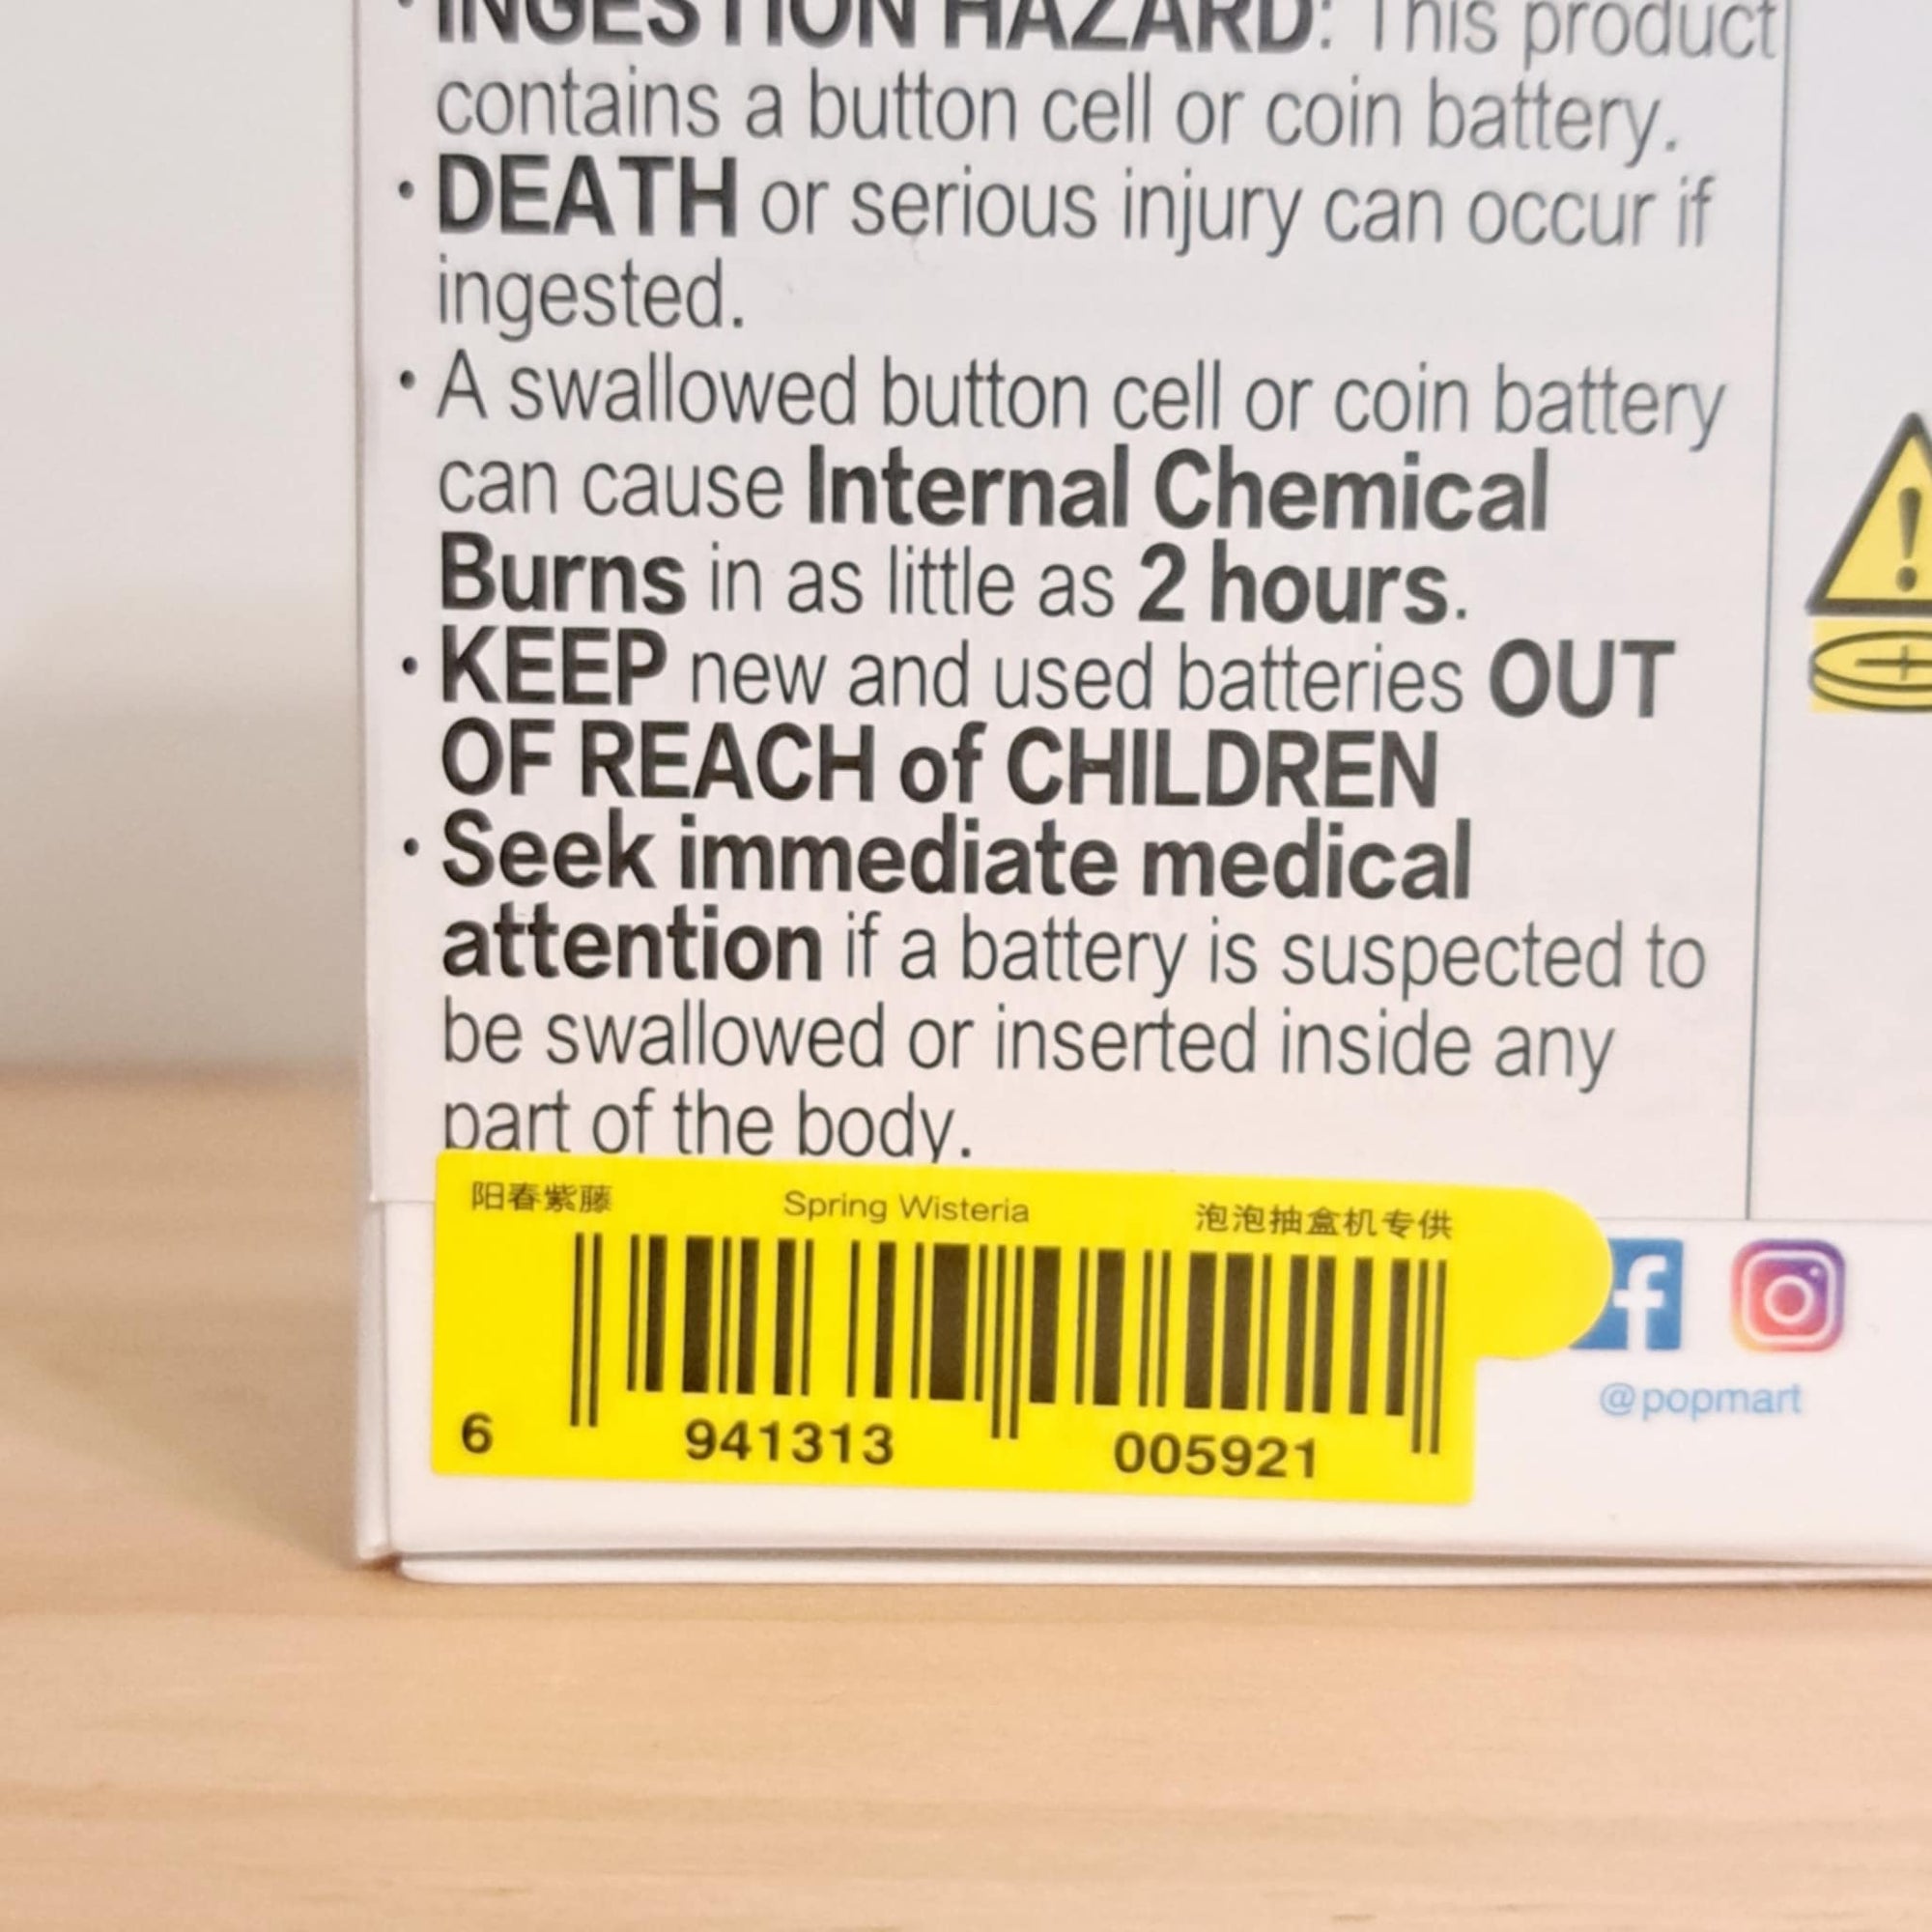 · INGESTION HAZARD: This product
contains a button cell or coin battery.
· DEATH or serious injury can occur if
ingested.
· A swallowed button cell or coin battery
can cause Internal Chemical
Burns in as little as 2 hours.
· KEEP new and used batteries OUT
OF REACH of CHILDREN
· Seek immediate medical
attention if a battery is suspected to
be swallowed or inserted inside any
part of the body.
阳春紫藤 Spring Wisteria 泡泡抽盒机专供
6 941313 005921
@popmart